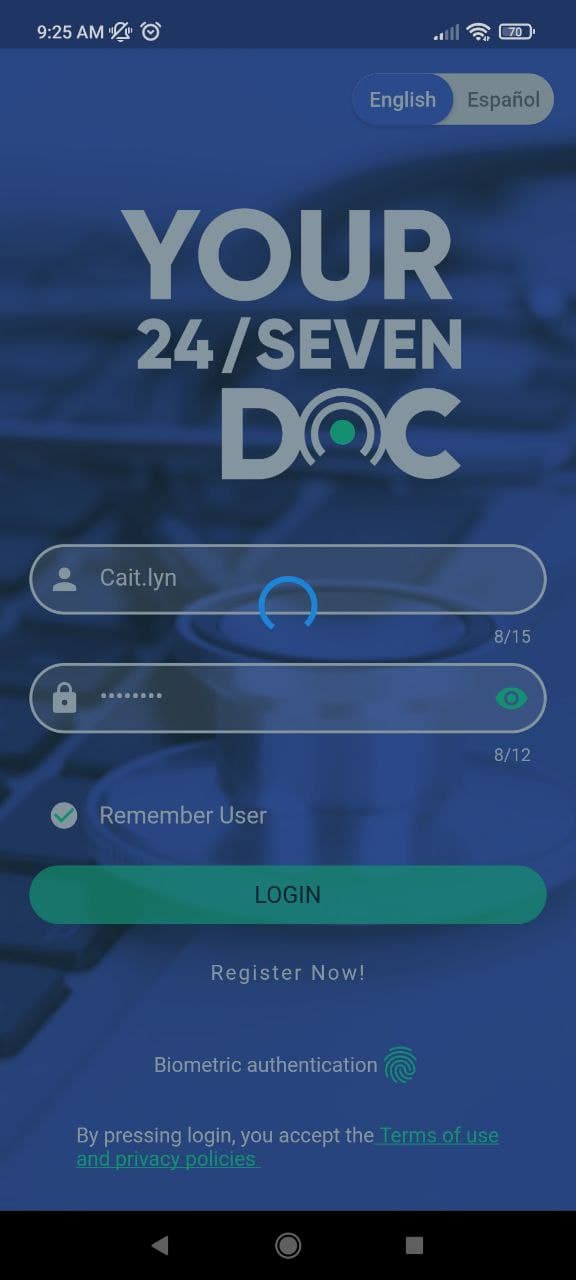 9:25 AM 70
English Español
YOUR
24/SEVEN
DOC
Cait.lyn
8/15
••••••••
8/12
Remember User
LOGIN
Register Now!
Biometric authentication
By pressing login, you accept the Terms of use
and privacy policies